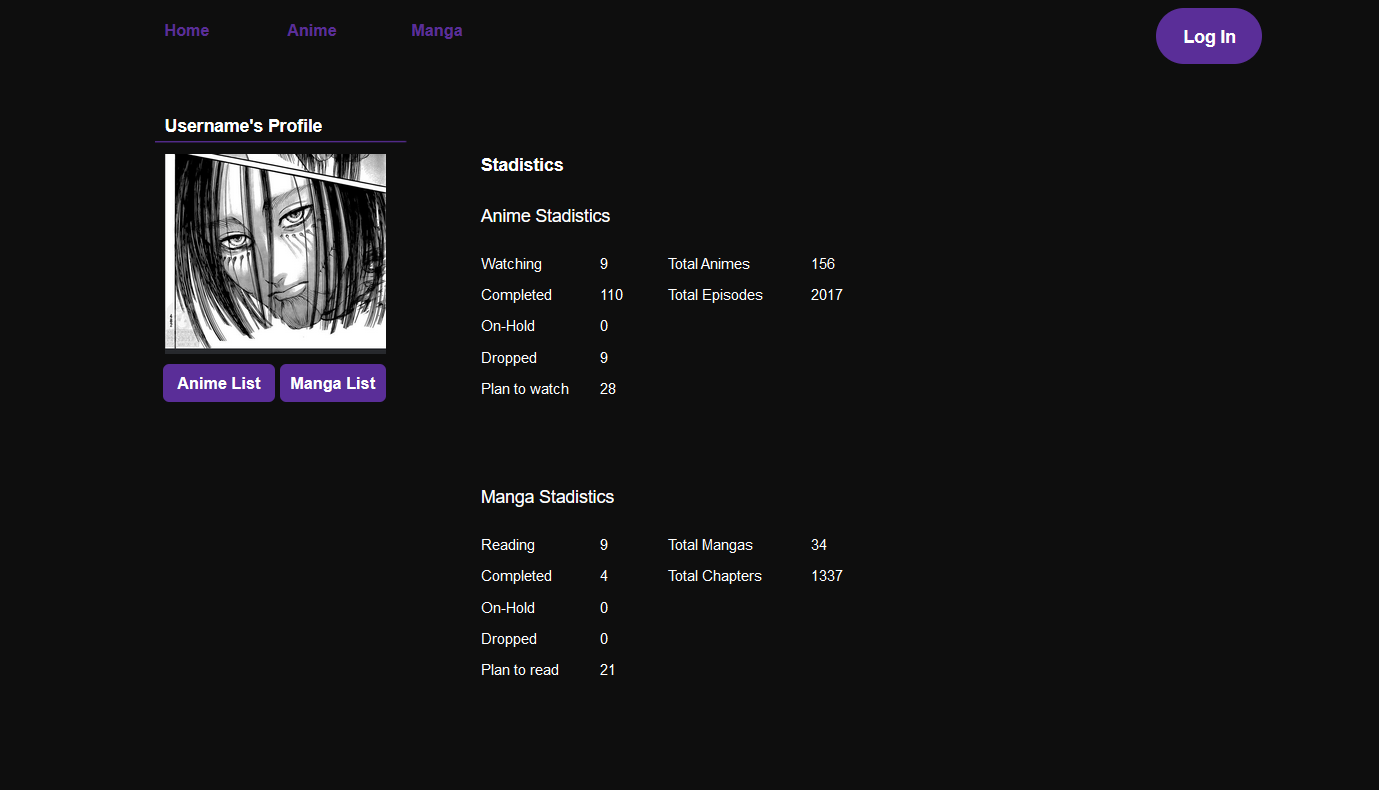 Home Anime Manga Log In
Username's Profile
Stadistics
Anime Stadistics
Watching 9 Total Animes 156
Completed 110 Total Episodes 2017
On-Hold 0
Dropped 9
Plan to watch 28
Anime List Manga List
Manga Stadistics
Reading 9 Total Mangas 34
Completed 4 Total Chapters 1337
On-Hold 0
Dropped 0
Plan to read 21